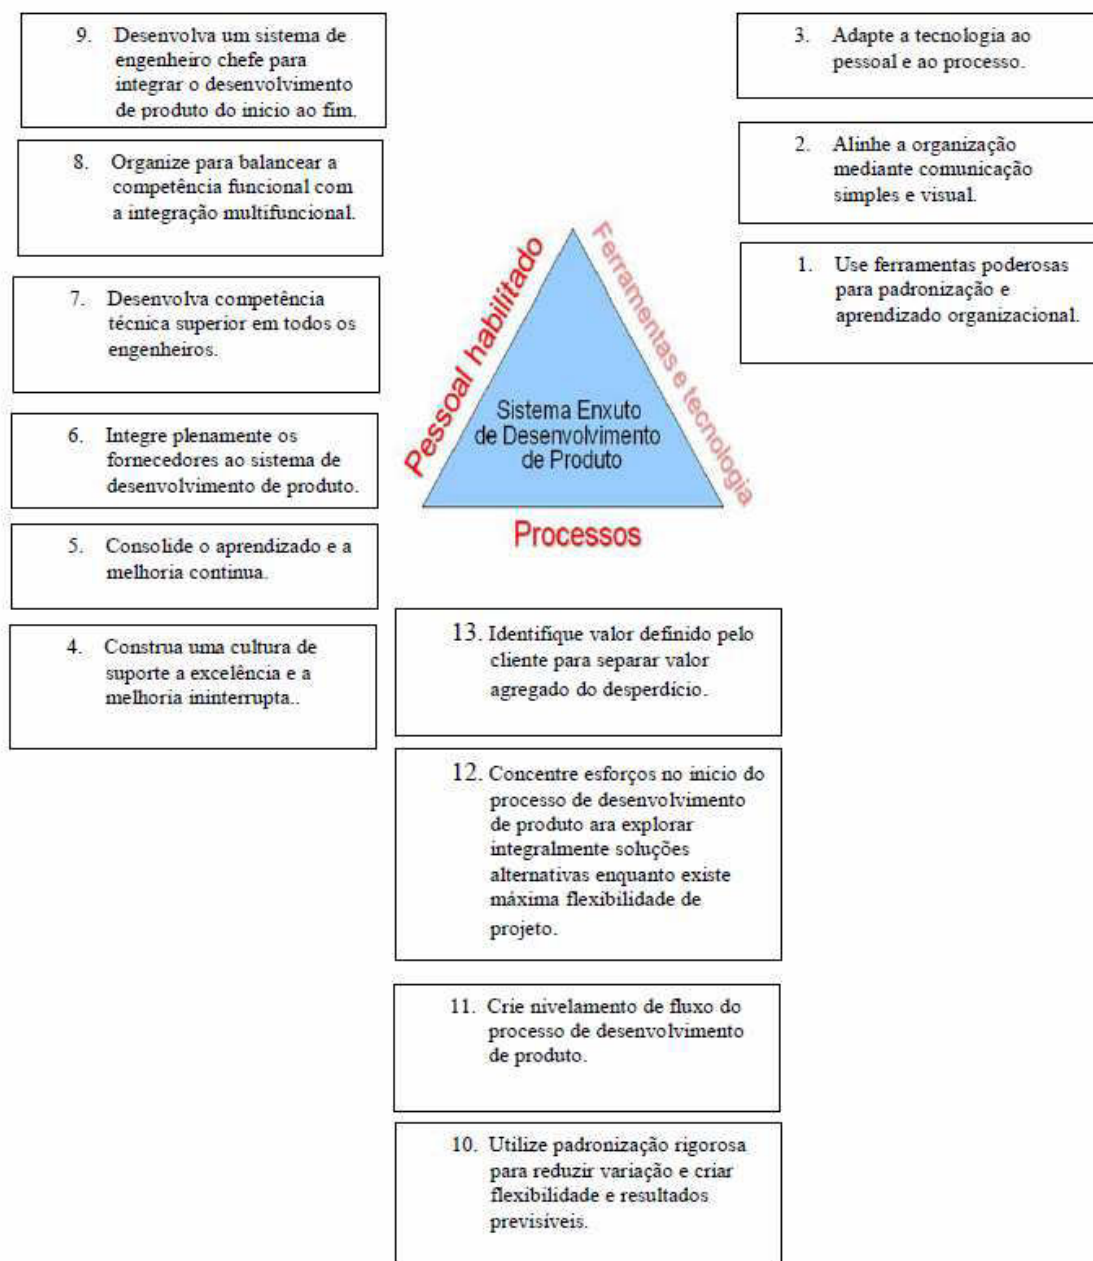 9. Desenvolva um sistema de
engenheiro chefe para
integrar o desenvolvimento
de produto do inicio ao fim.
8. Organize para balancear a
competência funcional com
a integração multifuncional.
7. Desenvolva competência
técnica superior em todos os
engenheiros.
6. Integre plenamente os
fornecedores ao sistema de
desenvolvimento de produto.
5. Consolide o aprendizado e a
melhoria continua.
4. Construa uma cultura de
suporte a excelência e a
melhoria ininterrupta..
3. Adapte a tecnologia ao
pessoal e ao processo.
2. Alinhe a organização
mediante comunicação
simples e visual.
1. Use ferramentas poderosas
para padronização e
aprendizado organizacional.
Pessoal habilitado
Ferramentas e tecnologia
Sistema Enxuto
de Desenvolvimento
de Produto
Processos
13. Identifique valor definido pelo
cliente para separar valor
agregado do desperdício.
12. Concentre esforços no inicio do
processo de desenvolvimento
de produto ara explorar
integralmente soluções
alternativas enquanto existe
máxima flexibilidade de
projeto.
11. Crie nivelamento de fluxo do
processo de desenvolvimento
de produto.
10. Utilize padronização rigorosa
para reduzir variação e criar
flexibilidade e resultados
previsíveis.